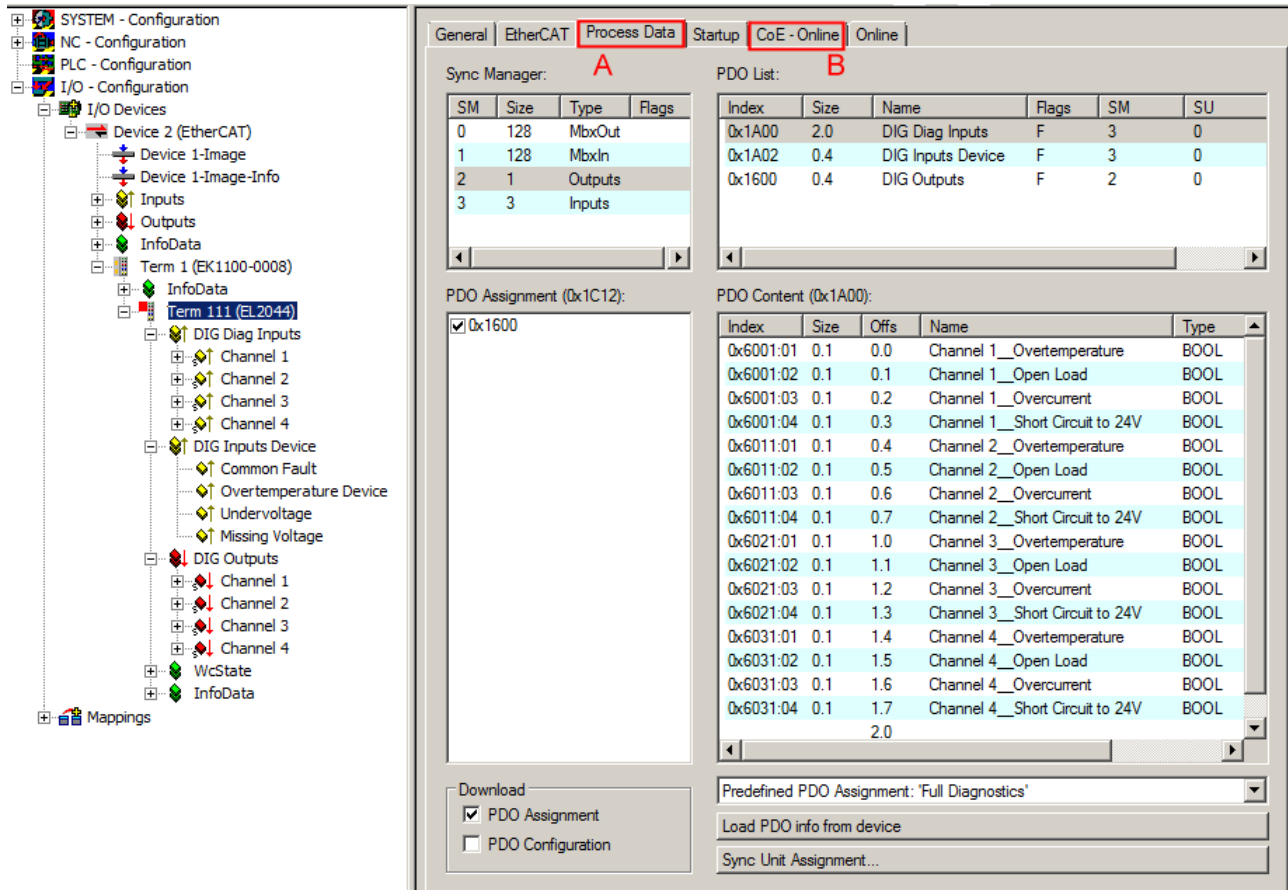 SYSTEM - Configuration
NC - Configuration
PLC - Configuration
I/O - Configuration
I/O Devices
Device 2 (EtherCAT)
Device 1-Image
Device 1-Image-Info
Inputs
Outputs
InfoData
Term 1 (EK1100-0008)
InfoData
Term 111 (EL2044)
DIG Diag Inputs
Channel 1
Channel 2
Channel 3
Channel 4
DIG Inputs Device
Common Fault
Overtemperature Device
Undervoltage
Missing Voltage
DIG Outputs
Channel 1
Channel 2
Channel 3
Channel 4
WcState
InfoData
Mappings
General EtherCAT Process Data Startup CoE - Online Online
A B
Sync Manager:
SM Size Type Flags
0 128 MbxOut
1 128 MbxIn
2 1 Outputs
3 3 Inputs
PDO List:
Index Size Name Flags SM SU
0x1A00 2.0 DIG Diag Inputs F 3 0
0x1A02 0.4 DIG Inputs Device F 3 0
0x1600 0.4 DIG Outputs F 2 0
PDO Assignment (0x1C12):
0x1600
PDO Content (0x1A00):
Index Size Offs Name Type
0x6001:01 0.1 0.0 Channel 1__Overtemperature BOOL
0x6001:02 0.1 0.1 Channel 1__Open Load BOOL
0x6001:03 0.1 0.2 Channel 1__Overcurrent BOOL
0x6001:04 0.1 0.3 Channel 1__Short Circuit to 24V BOOL
0x6011:01 0.1 0.4 Channel 2__Overtemperature BOOL
0x6011:02 0.1 0.5 Channel 2__Open Load BOOL
0x6011:03 0.1 0.6 Channel 2__Overcurrent BOOL
0x6011:04 0.1 0.7 Channel 2__Short Circuit to 24V BOOL
0x6021:01 0.1 1.0 Channel 3__Overtemperature BOOL
0x6021:02 0.1 1.1 Channel 3__Open Load BOOL
0x6021:03 0.1 1.2 Channel 3__Overcurrent BOOL
0x6021:04 0.1 1.3 Channel 3__Short Circuit to 24V BOOL
0x6031:01 0.1 1.4 Channel 4__Overtemperature BOOL
0x6031:02 0.1 1.5 Channel 4__Open Load BOOL
0x6031:03 0.1 1.6 Channel 4__Overcurrent BOOL
0x6031:04 0.1 1.7 Channel 4__Short Circuit to 24V BOOL
2.0
Download
PDO Assignment
PDO Configuration
Predefined PDO Assignment: 'Full Diagnostics'
Load PDO info from device
Sync Unit Assignment...